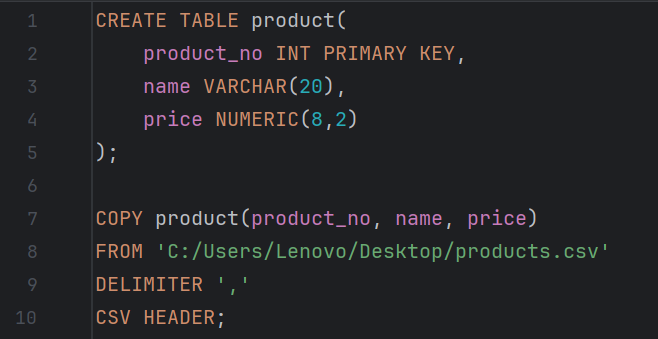 1 CREATE TABLE product(
2 product_no INT PRIMARY KEY,
3 name VARCHAR(20),
4 price NUMERIC(8,2)
5 );
6
7 COPY product(product_no, name, price)
8 FROM 'C:/Users/Lenovo/Desktop/products.csv'
9 DELIMITER ','
10 CSV HEADER;